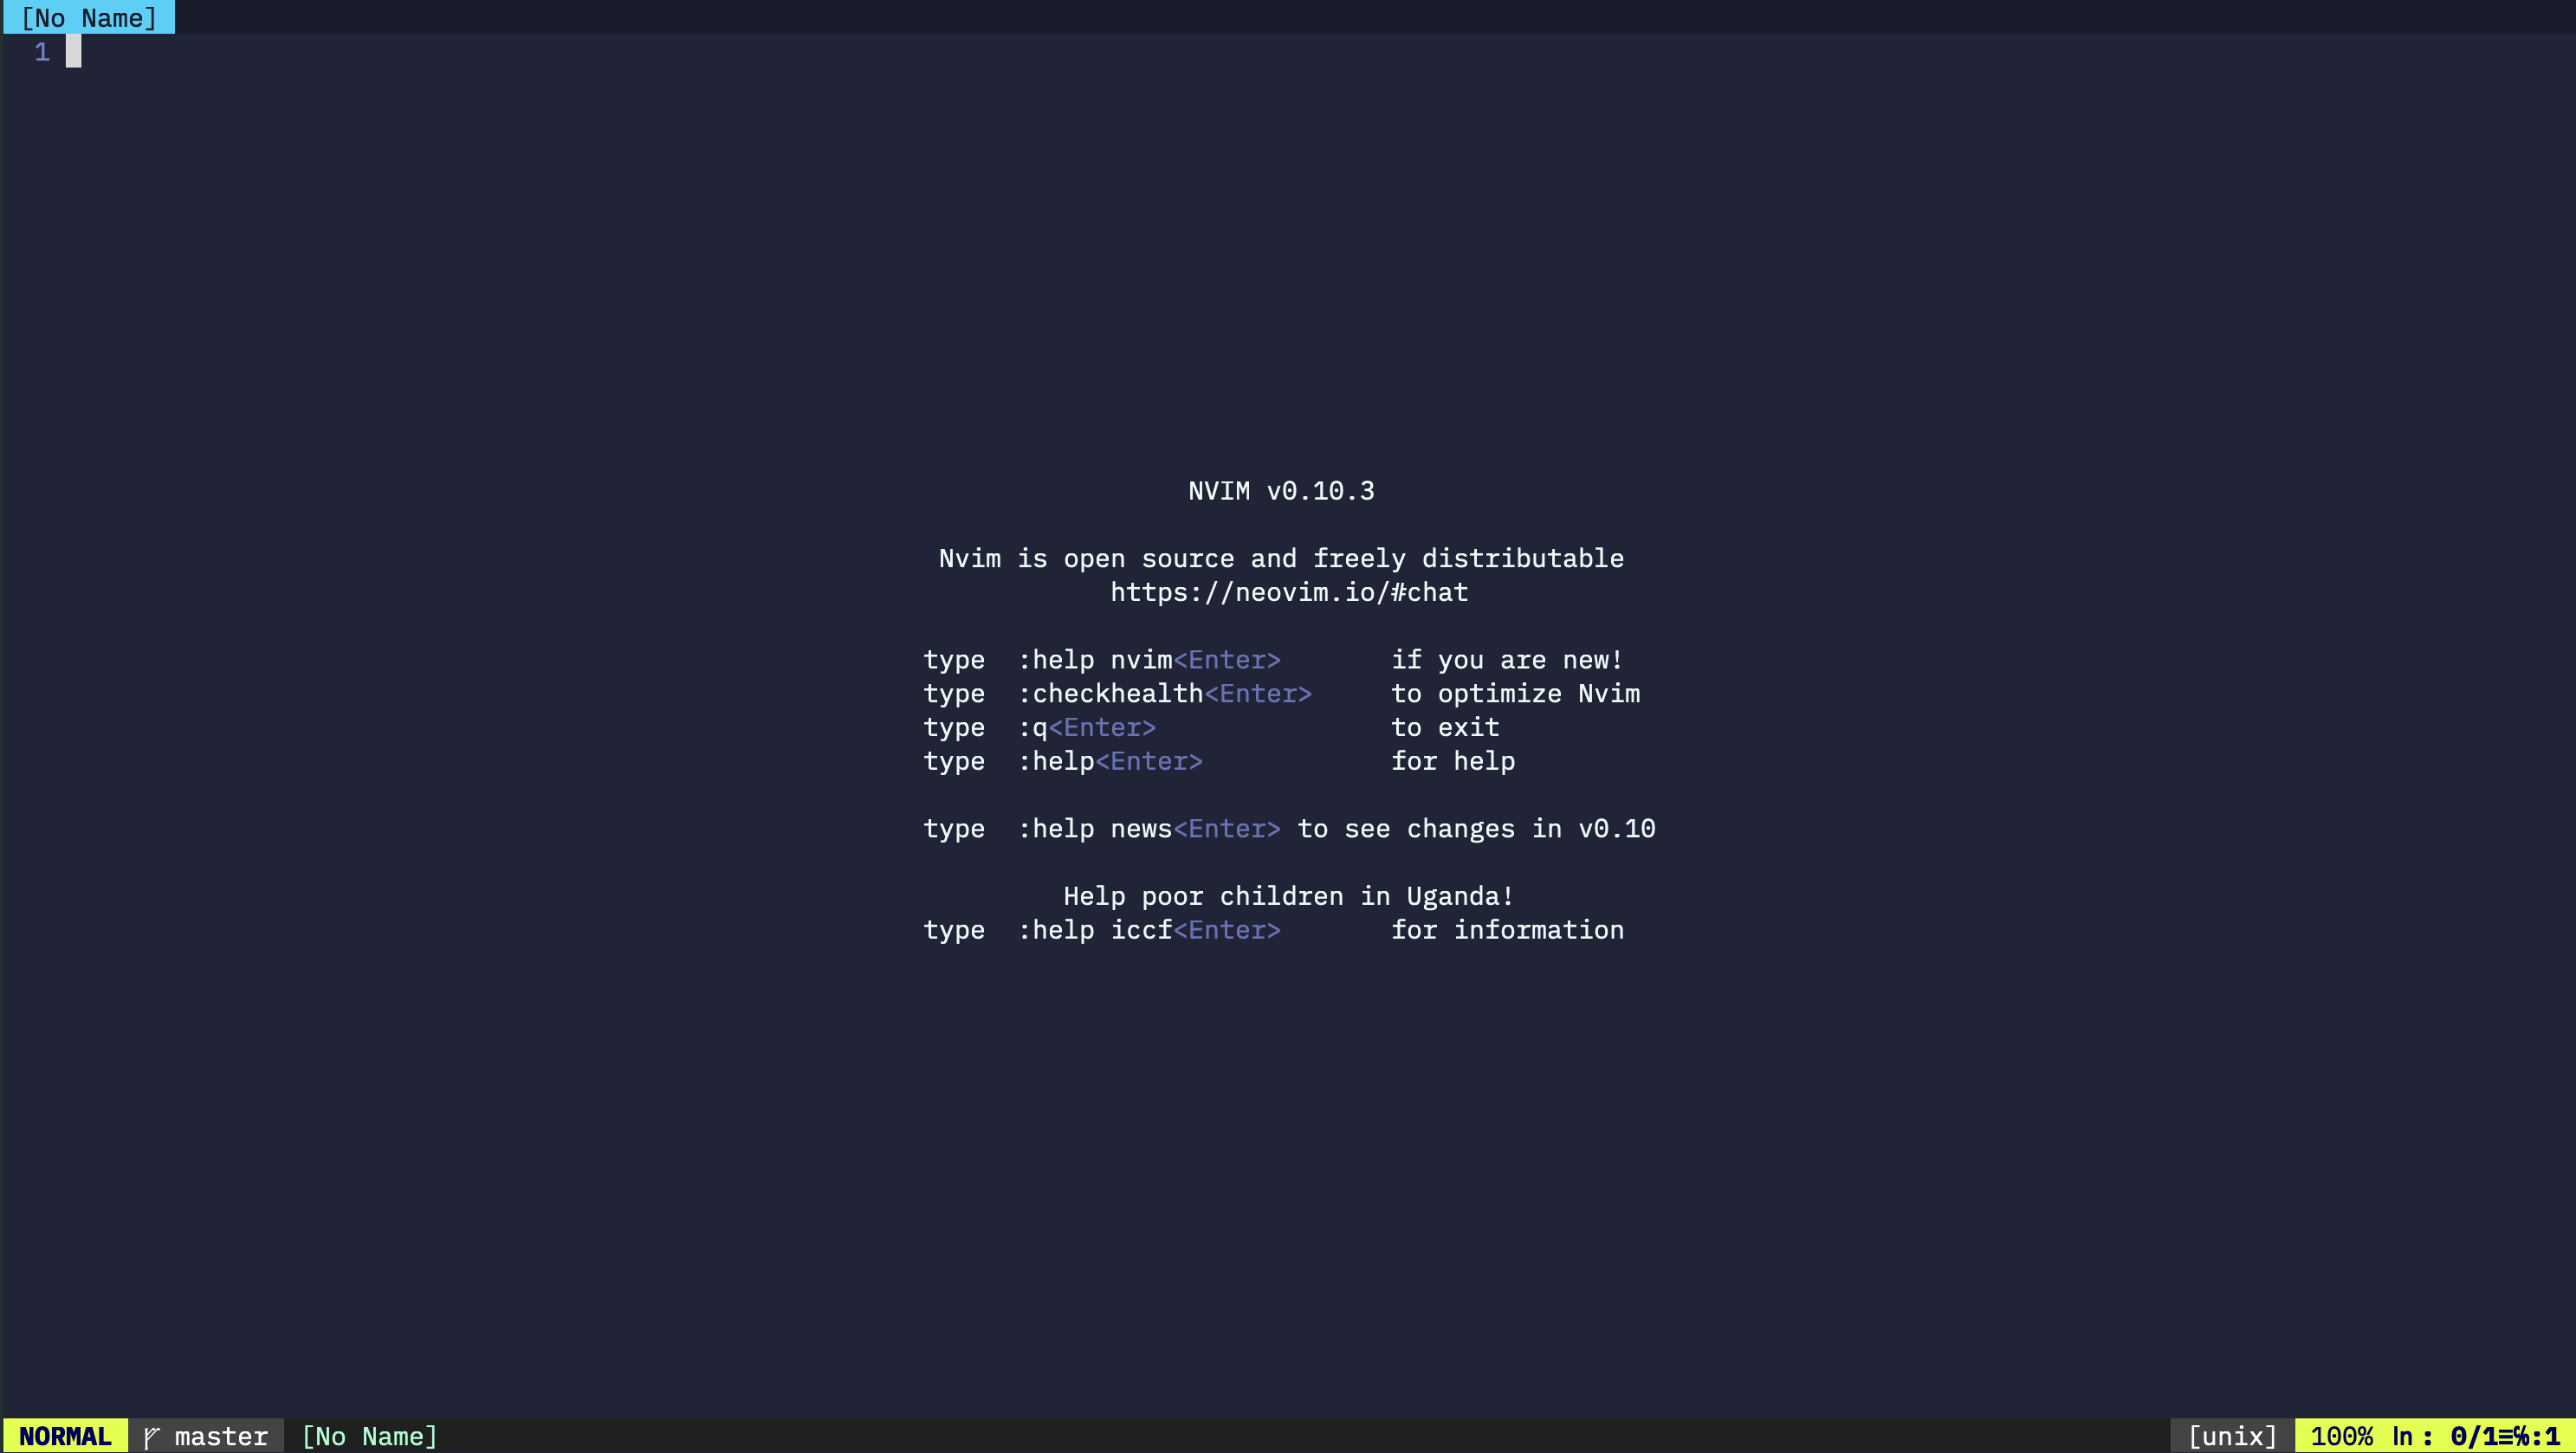 [No Name]
1
NVIM v0.10.3
Nvim is open source and freely distributable
https://neovim.io/#chat
type :help nvim<Enter> if you are new!
type :checkhealth<Enter> to optimize Nvim
type :q<Enter> to exit
type :help<Enter> for help
type :help news<Enter> to see changes in v0.10
Help poor children in Uganda!
type :help iccf<Enter> for information
NORMAL ᚠ master [No Name] [unix] 100% ln : 0/1≡℅:1